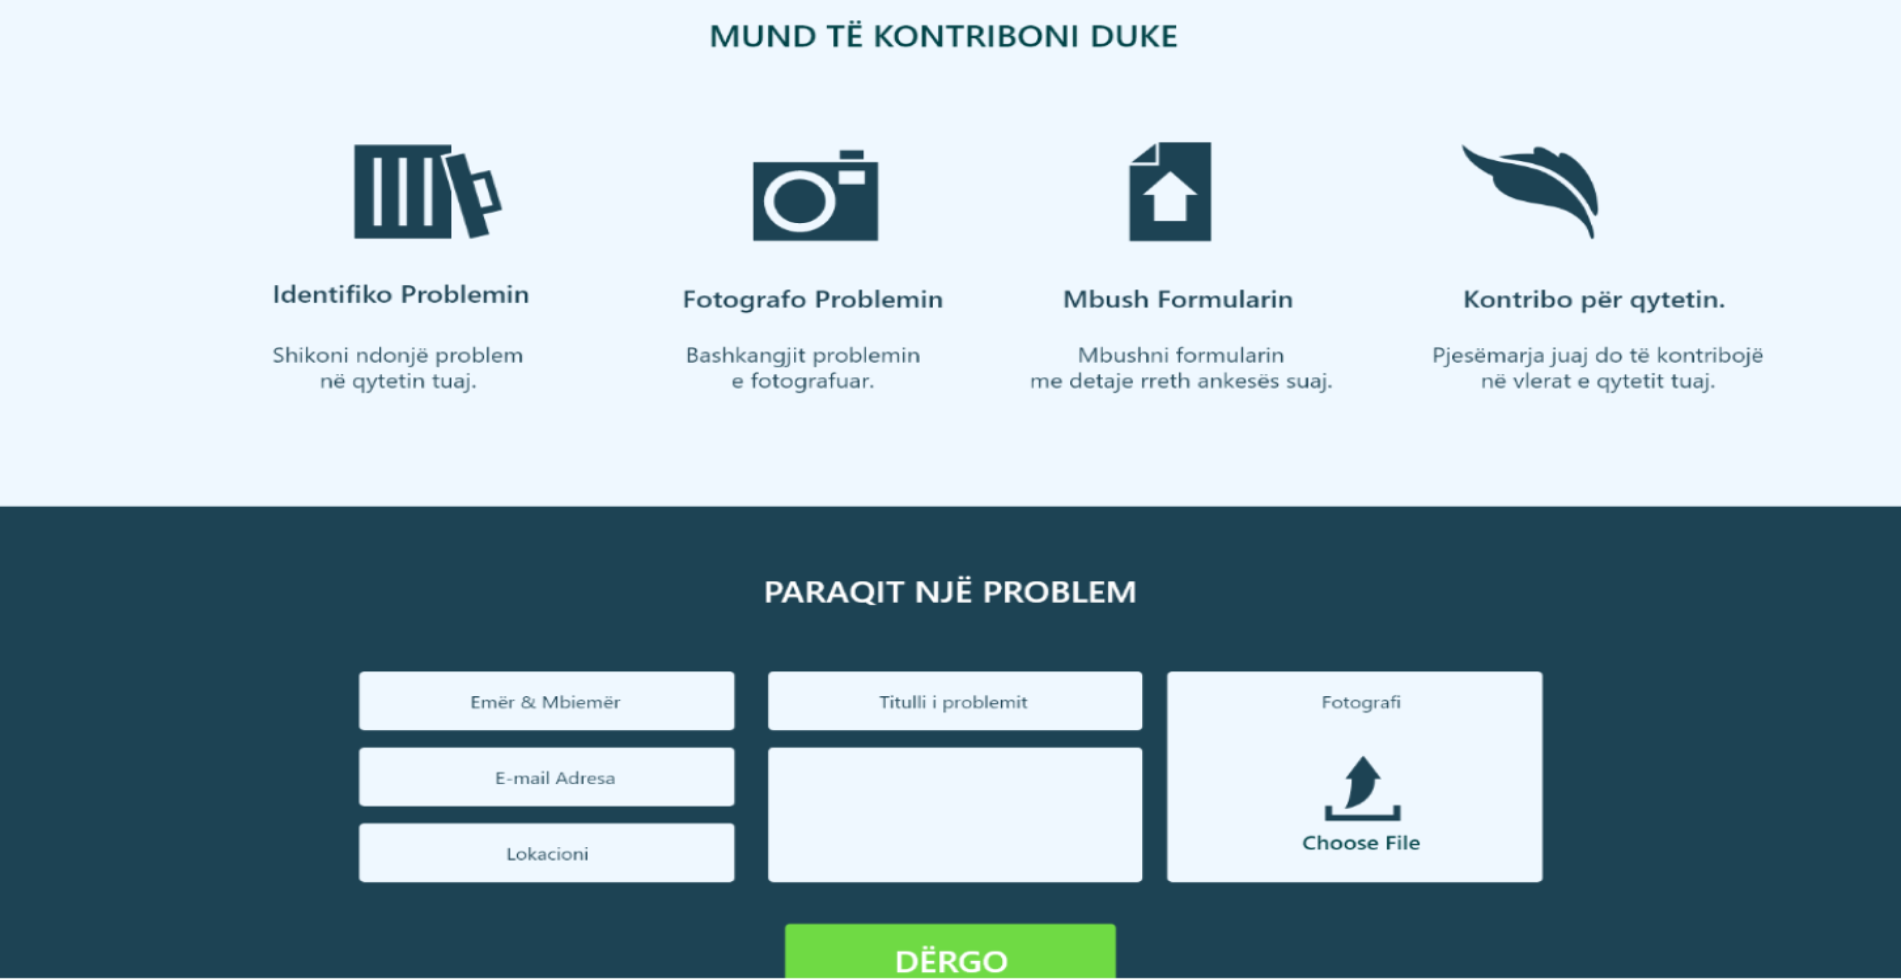 MUND TË KONTRIBONI DUKE
Identifiko Problemin
Shikoni ndonjë problem
në qytetin tuaj.
Fotografo Problemin
Bashkangjit problemin
e fotografuar.
Mbush Formularin
Mbushni formularin
me detaje rreth ankesës suaj.
Kontribo për qytetin.
Pjesëmarja juaj do të kontribojë
në vlerat e qytetit tuaj.
PARAQIT NJË PROBLEM
Emër & Mbiemër
E-mail Adresa
Lokacioni
Titulli i problemit
Fotografi
Choose File
DËRGO